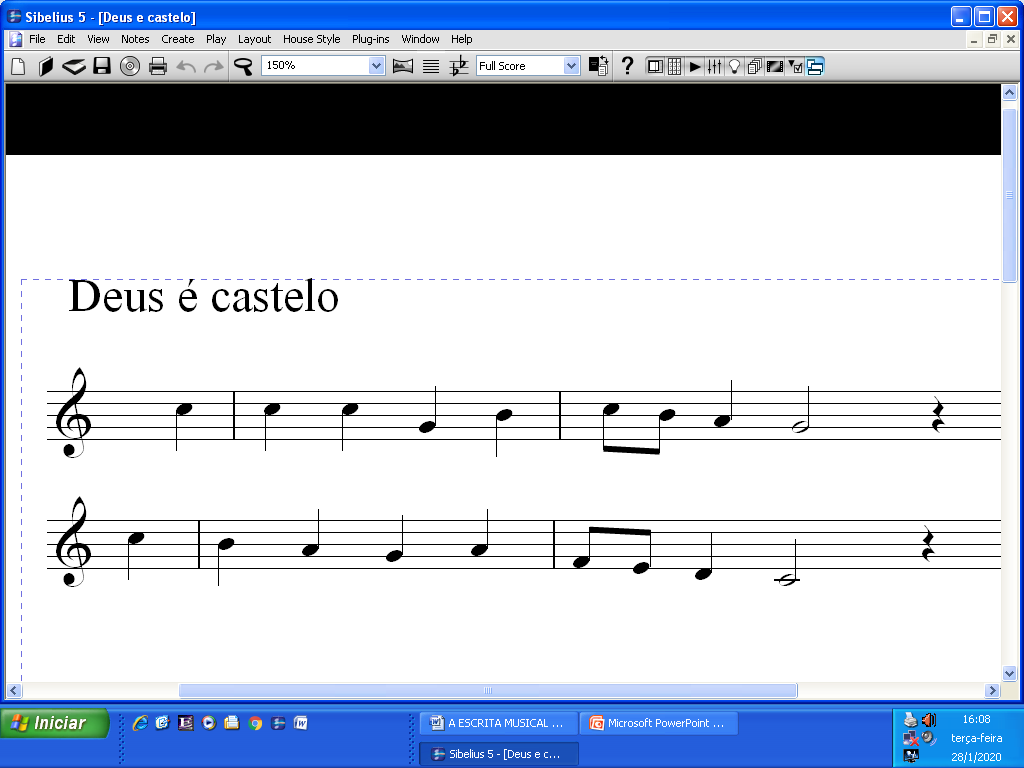 Sibelius 5 - [Deus e castelo]
File Edit View Notes Create Play Layout House Style Plug-ins Window Help
150% Full Score
Deus é castelo
Iniciar
A ESCRITA MUSICAL ... Microsoft PowerPoint ...
Sibelius 5 - [Deus e c...
16:08
terça-feira
28/1/2020